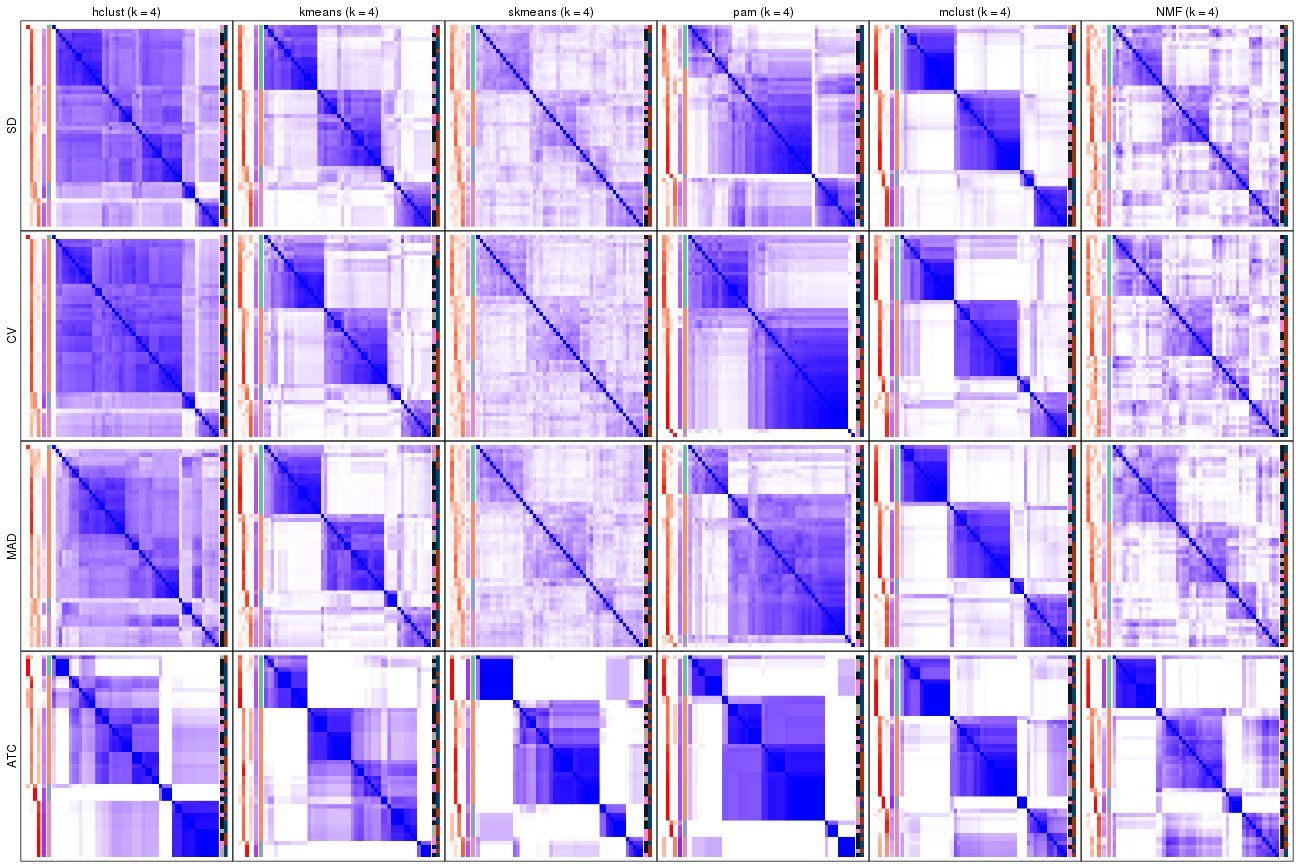 hclust (k = 4) kmeans (k = 4) skmeans (k = 4) pam (k = 4) mclust (k = 4) NMF (k = 4)
SD
CV
MAD
ATC